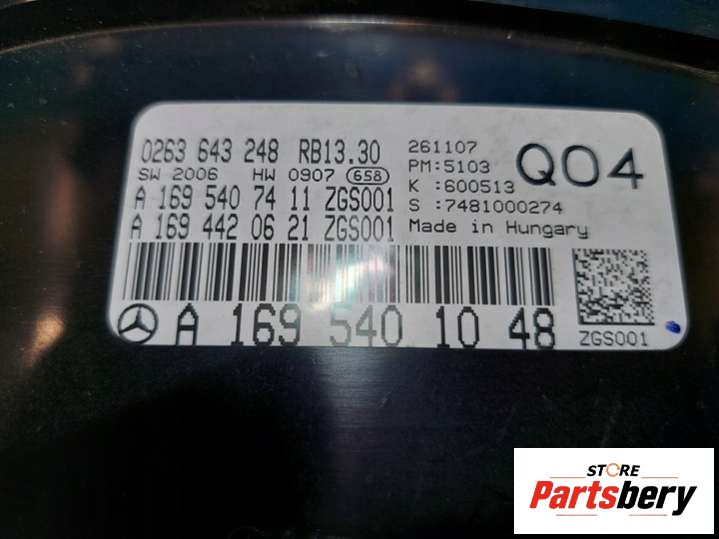 0263 643 248 RB13.30
SW 2006 HW 0907 658
A 169 540 74 11 ZGS001
A 169 442 06 21 ZGS001
261107
PM:5103
K :600513
S :7481000274
Made in Hungary
Q04
A 169 540 10 48
ZGS001
STORE
Partsbery